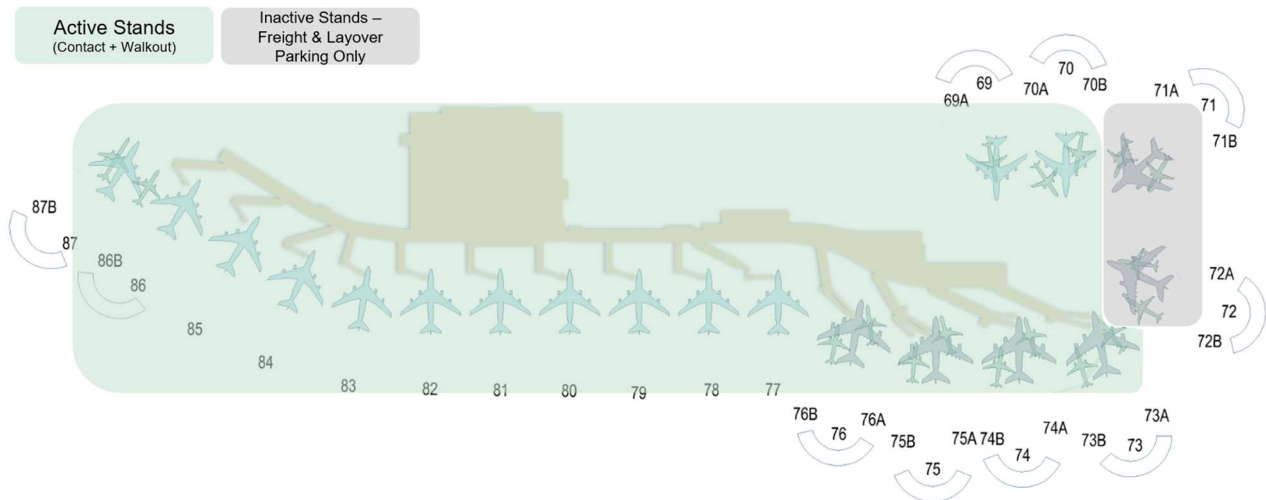 Active Stands
(Contact + Walkout)
Inactive Stands –
Freight & Layover
Parking Only
69
69A
70
70A
70B
71A
71
71B
87B
87
86B
86
85
84
83
82
81
80
79
78
77
72A
72
72B
76B
76
76A
75B
75
75A
74B
74
74A
73B
73
73A